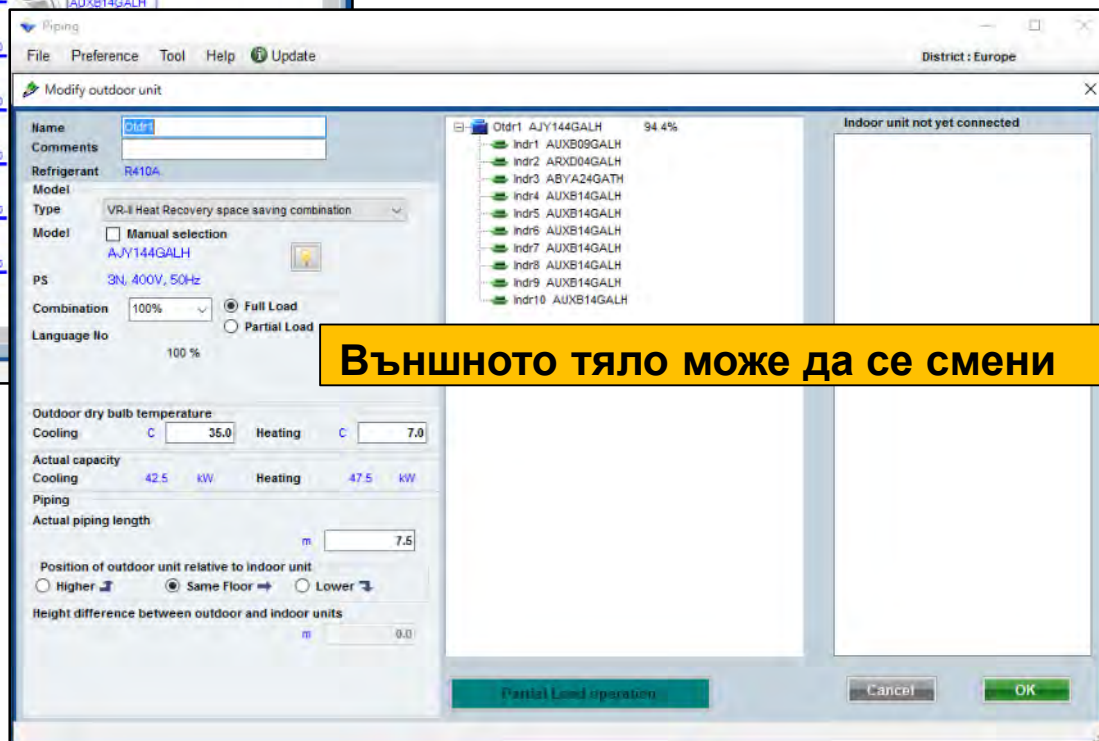 AUXB14GALH
Piping
File Preference Tool Help Update District : Europe
Modify outdoor unit
Name Otdr1
Comments
Refrigerant R410A
Model
Type VR-II Heat Recovery space saving combination
Model Manual selection
AJY144GALH
PS 3N, 400V, 50Hz
Combination 100% Full Load
Partial Load
Language No
100 %
Outdoor dry bulb temperature
Cooling C 35.0 Heating C 7.0
Actual capacity
Cooling 42.5 kW Heating 47.5 kW
Piping
Actual piping length
m 7.5
Position of outdoor unit relative to indoor unit
Higher Same Floor Lower
Height difference between outdoor and indoor units
m 0.0
Otdr1 AJY144GALH 94.4%
Indr1 AUXB09GALH
Indr2 ARXD04GALH
Indr3 ABYA24GATH
Indr4 AUXB14GALH
Indr5 AUXB14GALH
Indr6 AUXB14GALH
Indr7 AUXB14GALH
Indr8 AUXB14GALH
Indr9 AUXB14GALH
Indr10 AUXB14GALH
Indoor unit not yet connected
Външното тяло може да се смени
Partial Load operation
Cancel OK